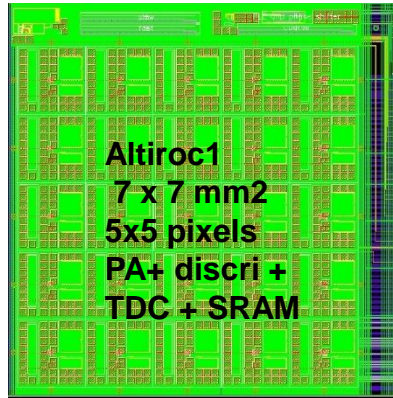 Altiroc1
7 x 7 mm2
5x5 pixels
PA+ discri +
TDC + SRAM